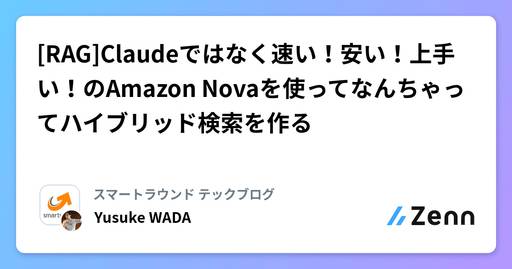 [RAG]Claudeではなく速い！安い！上手
い！のAmazon Novaを使ってなんちゃっ
てハイブリッド検索を作る
スマートラウンド テックブログ
Yusuke WADA
Zenn